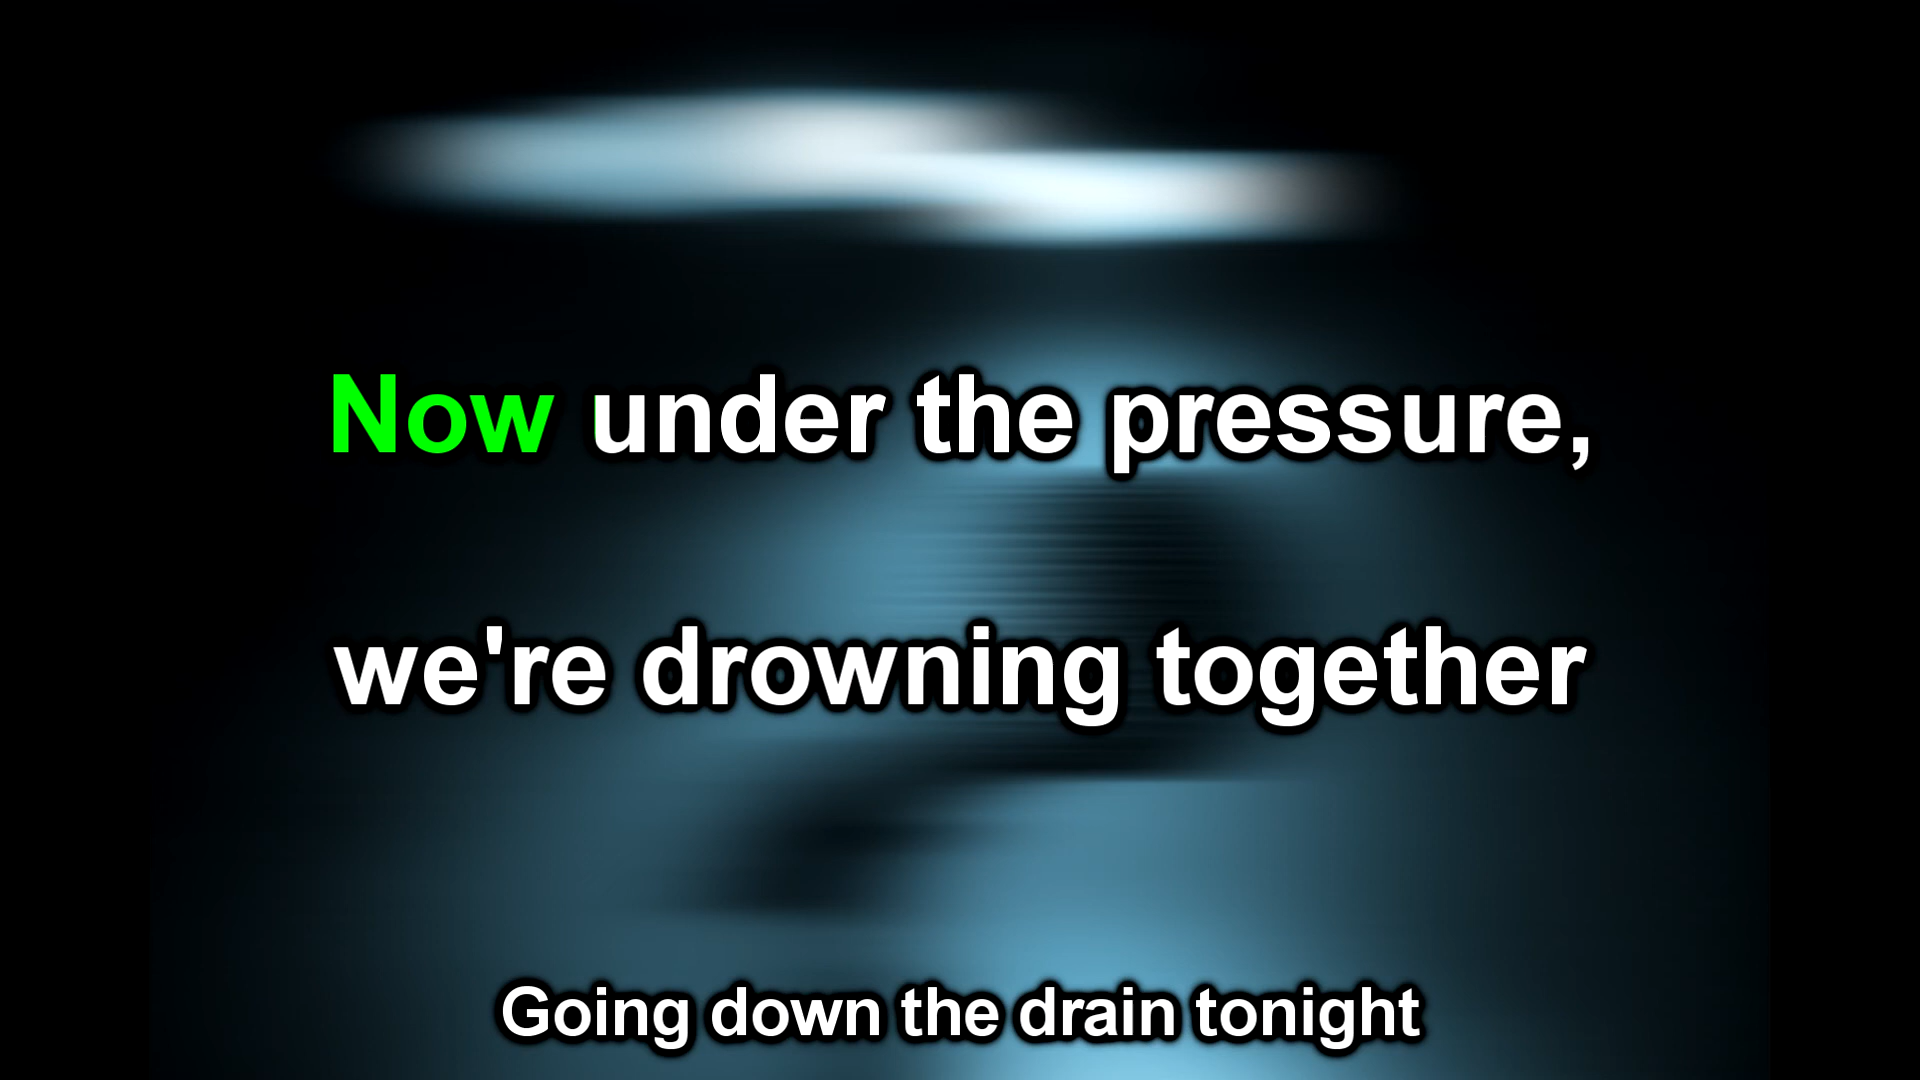 Now under the pressure,
we're drowning together
Going down the drain tonight